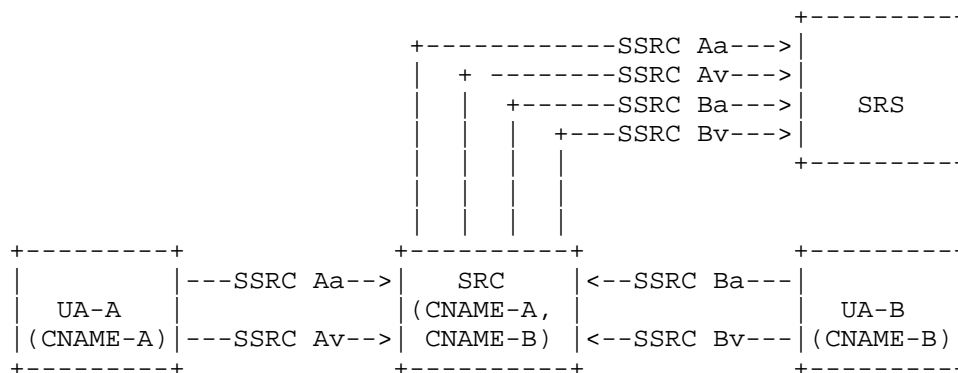 SSRC Aa--->
SSRC Av--->
SSRC Ba---> SRS
SSRC Bv--->
---SSRC Aa--> SRC <--SSRC Ba---
UA-A (CNAME-A, UA-B
(CNAME-A) ---SSRC Av--> CNAME-B) <--SSRC Bv--- (CNAME-B)